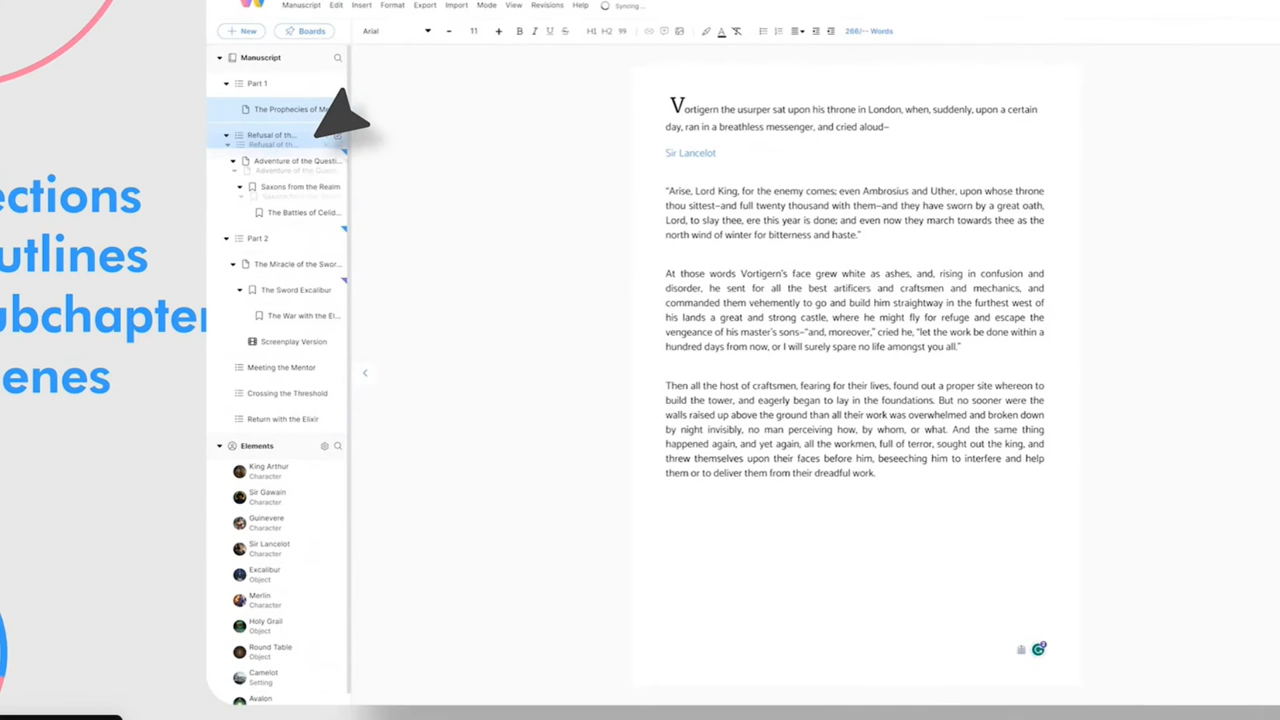 Manuscript Edit Insert Format Export Import Mode View Revisions Help Syncing ...
+ New Boards Arial - 11 + B I U S H1 H2 99 A 266/-- Words
Manuscript
Part 1
The Prophecies of
Refusal of th...
Refusal of th...
Adventure of the Questi...
Adventure of the Ques...
Saxons from the Realm
Saxons from the Realm
The Battles of Celid...
Part 2
The Miracle of the Swor...
The Sword Excalibur
The War with the El...
Screenplay Version
Meeting the Mentor
Crossing the Threshold
Return with the Elixir
Elements
King Arthur
Character
Sir Gawain
Character
Guinevere
Character
Sir Lancelot
Character
Excalibur
Object
Merlin
Character
Holy Grail
Object
Round Table
Object
Camelot
Setting
Avalon
ections
utlines
bchapter
enes
Vortigern the usurper sat upon his throne in London, when, suddenly, upon a certain
day, ran in a breathless messenger, and cried aloud–
Sir Lancelot
“Arise, Lord King, for the enemy comes; even Ambrosius and Uther, upon whose throne
thou sittest–and full twenty thousand with them–and they have sworn by a great oath,
Lord, to slay thee, ere this year is done; and even now they march towards thee as the
north wind of winter for bitterness and haste.”
At those words Vortigern’s face grew white as ashes, and, rising in confusion and
disorder, he sent for all the best artificers and craftsmen and mechanics, and
commanded them vehemently to go and build him straightway in the furthest west of
his lands a great and strong castle, where he might fly for refuge and escape the
vengeance of his master’s sons–“and, moreover,” cried he, “let the work be done within a
hundred days from now, or I will surely spare no life amongst you all.”
Then all the host of craftsmen, fearing for their lives, found out a proper site whereon to
build the tower, and eagerly began to lay in the foundations. But no sooner were the
walls raised up above the ground than all their work was overwhelmed and broken down
by night invisibly, no man perceiving how, by whom, or what. And the same thing
happened again, and yet again, all the workmen, full of terror, sought out the king, and
threw themselves upon their faces before him, beseeching him to interfere and help
them or to deliver them from their dreadful work.